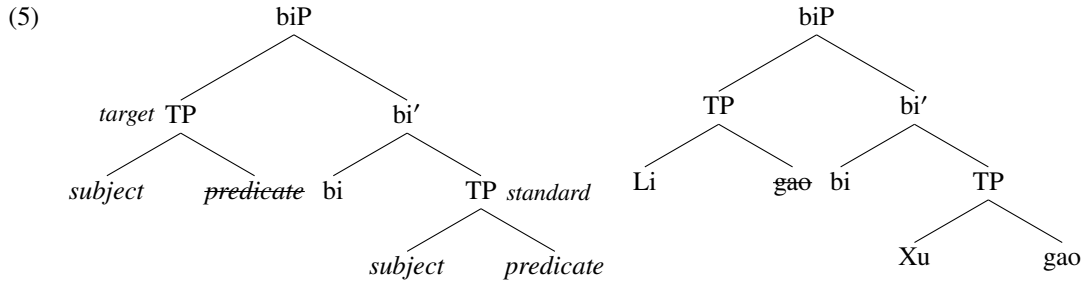 (5) biP biP
target TP bi′ TP bi′
subject predicate bi TP standard Li gao bi TP
subject predicate Xu gao